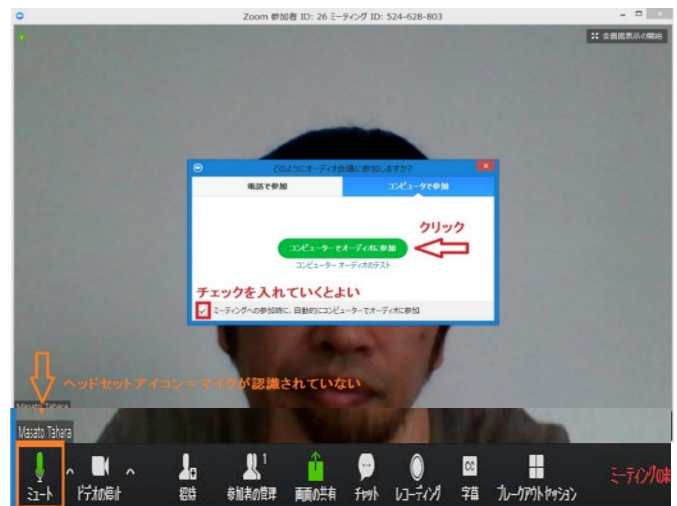 Zoom 参加者 ID: 26 ミーティング ID: 524-628-803
全画面表示の開始
どのようにオーディオ会議に参加しますか?
電話で参加
コンピュータで参加
クリック
コンピューターでオーディオに参加
コンピューター オーディオのテスト
チェックを入れていくとよい
ミーティングへの参加時に、自動的にコンピューターでオーディオに参加
ヘッドセットアイコン=マイクが認識されていない
Masato Tahara
Masato Tahara
1
ミュート
ビデオの停止
招待
参加者の管理
画面の共有
チャット
レコーディング
CC
字幕
ブレークアウトセッション
ミーティングの